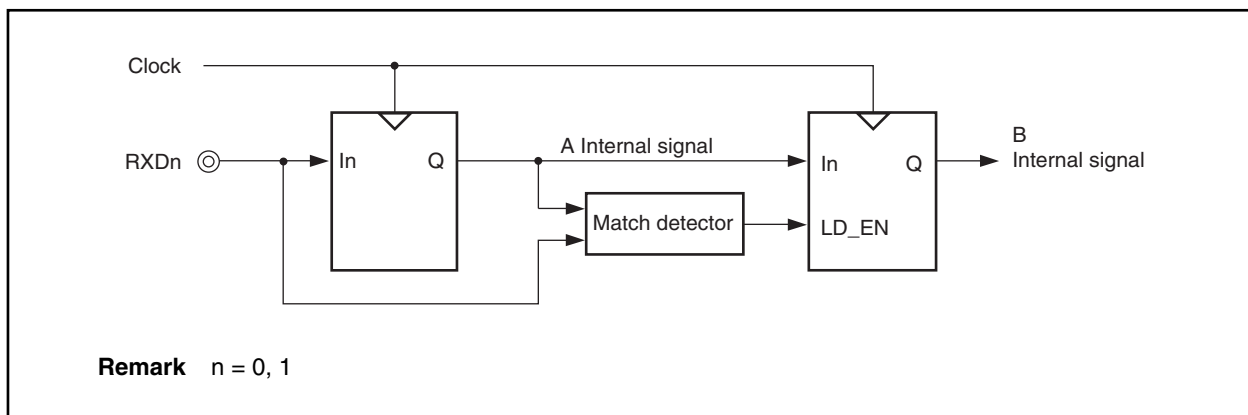 Clock
RXDn
In
Q
A Internal signal
Match detector
In
Q
LD_EN
B
Internal signal
Remark n = 0, 1